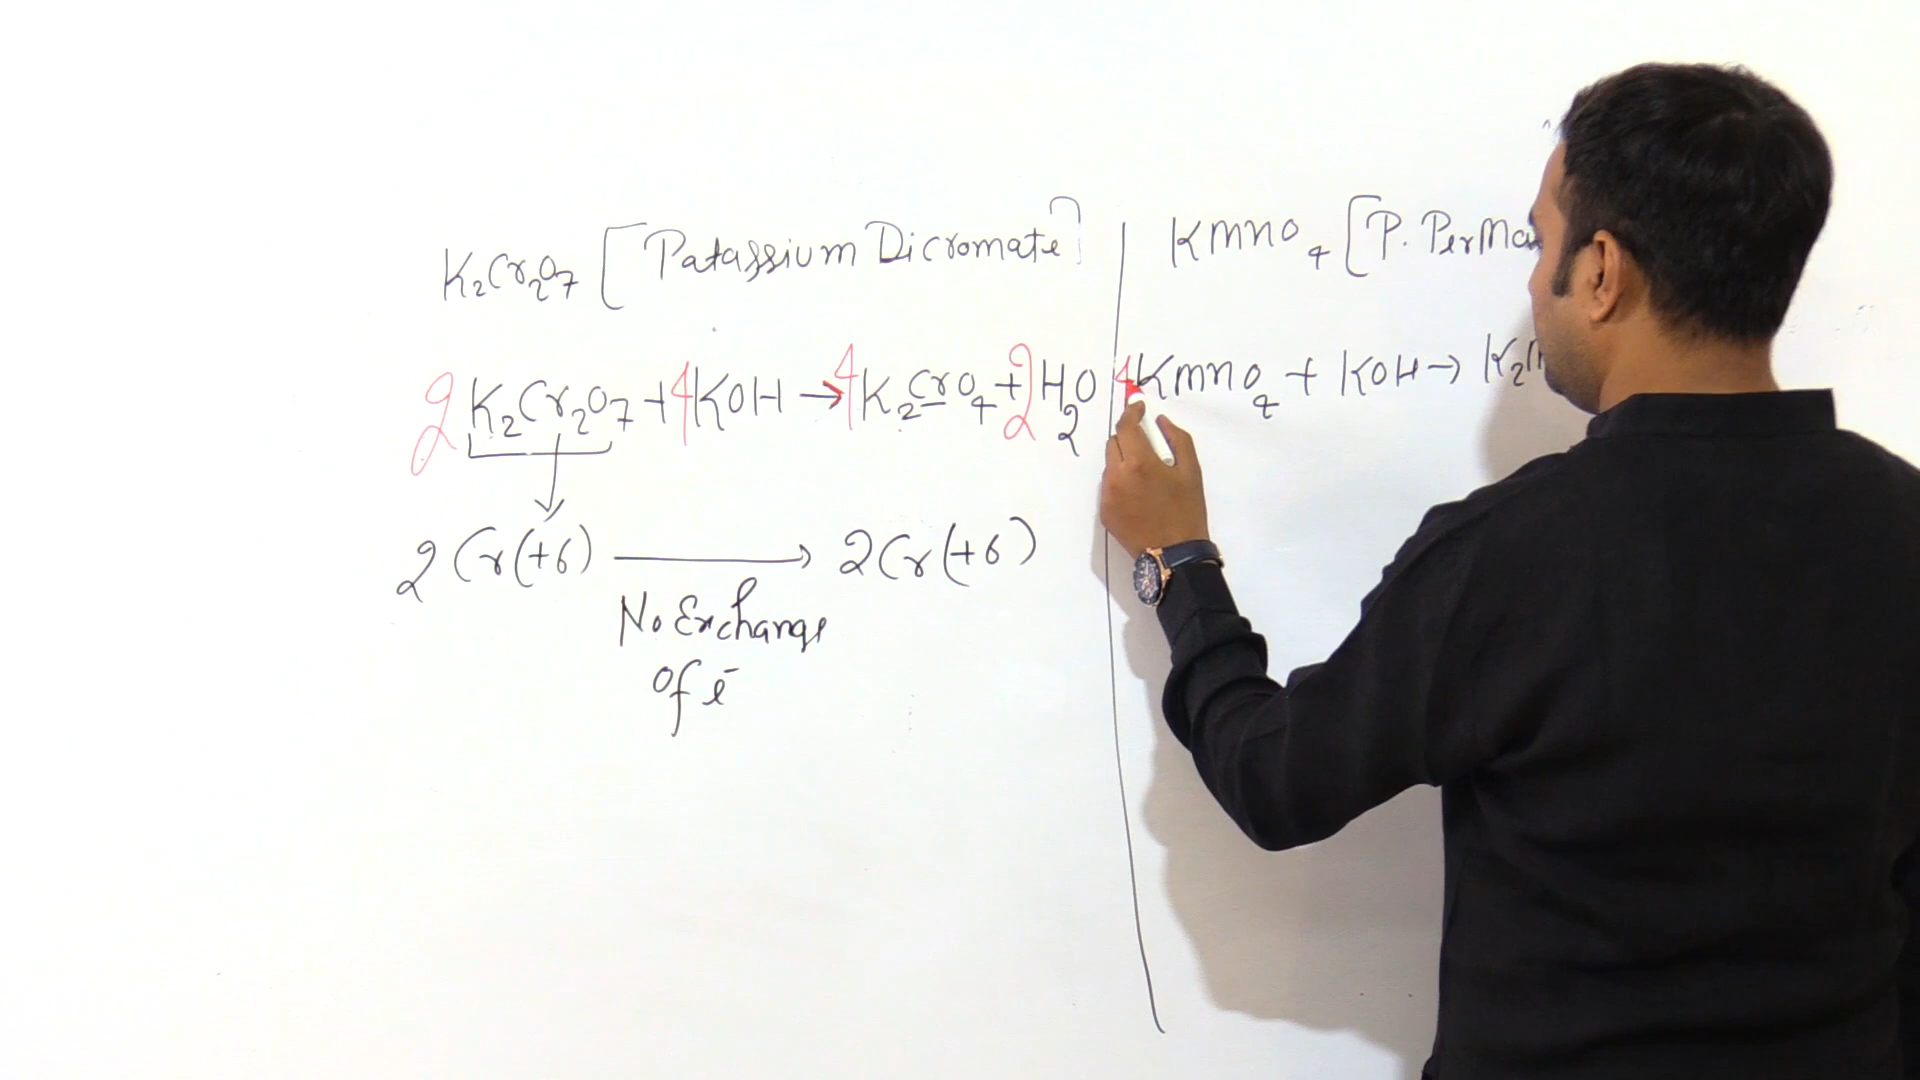 K₂Cr₂O₇ [Patassium Dicromate]
2K₂Cr₂O₇ + 4KOH → 4K₂CrO₄ + 2H₂O
2Cr(+6) → 2Cr(+6)
No Exchange
of e⁻
KMnO₄ [P. PerMa
4KMnO₄ + KOH → K₂